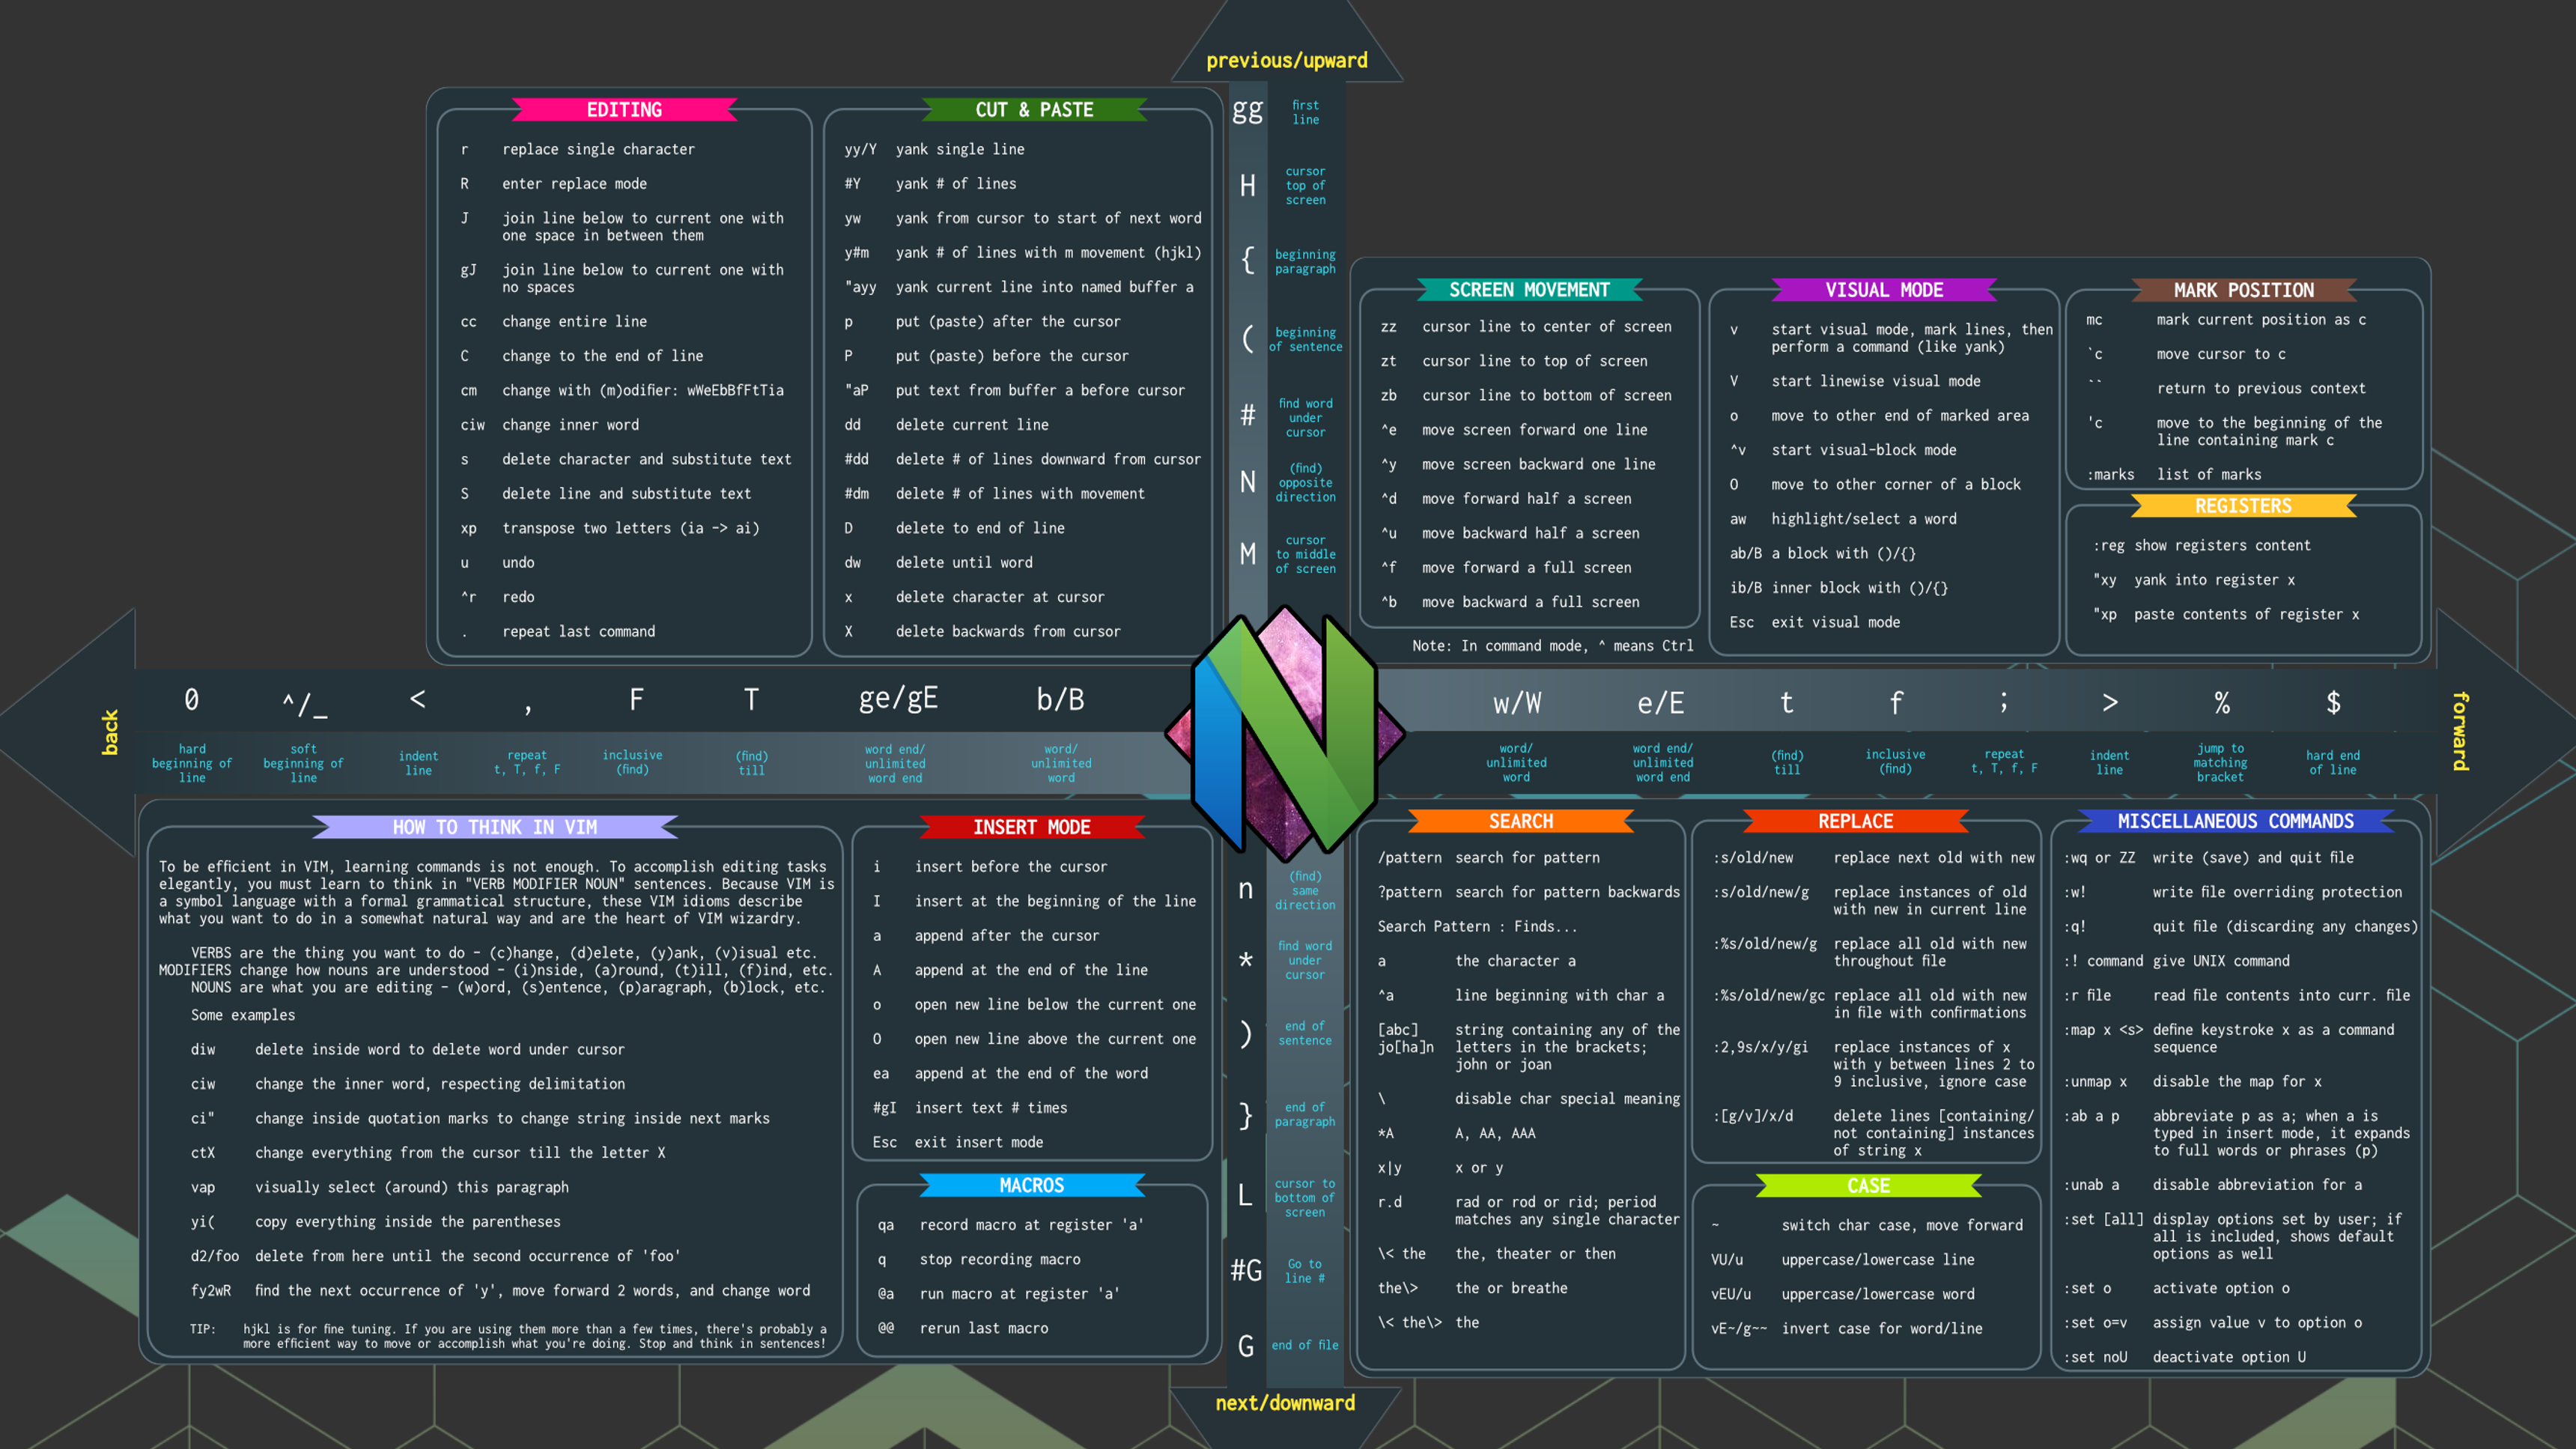 previous/upward
EDITING
r replace single character
R enter replace mode
J join line below to current one with
one space in between them
gJ join line below to current one with
no spaces
cc change entire line
C change to the end of line
cm change with (m)odifier: wWeEbBfFtTia
ciw change inner word
s delete character and substitute text
S delete line and substitute text
xp transpose two letters (ia -> ai)
u undo
^r redo
. repeat last command
CUT & PASTE
yy/Y yank single line
#Y yank # of lines
yw yank from cursor to start of next word
y#m yank # of lines with m movement (hjkl)
"ayy yank current line into named buffer a
p put (paste) after the cursor
P put (paste) before the cursor
"aP put text from buffer a before cursor
dd delete current line
#dd delete # of lines downward from cursor
#dm delete # of lines with movement
D delete to end of line
dw delete until word
x delete character at cursor
X delete backwards from cursor
gg first
line
H cursor
top of
screen
{ beginning
paragraph
( beginning
of sentence
# find word
under
cursor
N (find)
opposite
direction
M cursor
to middle
of screen
SCREEN MOVEMENT
zz cursor line to center of screen
zt cursor line to top of screen
zb cursor line to bottom of screen
^e move screen forward one line
^y move screen backward one line
^d move forward half a screen
^u move backward half a screen
^f move forward a full screen
^b move backward a full screen
Note: In command mode, ^ means Ctrl
VISUAL MODE
v start visual mode, mark lines, then
perform a command (like yank)
V start linewise visual mode
o move to other end of marked area
^v start visual-block mode
O move to other corner of a block
aw highlight/select a word
ab/B a block with ()/{}
ib/B inner block with ()/{}
Esc exit visual mode
MARK POSITION
mc mark current position as c
`c move cursor to c
`` return to previous context
'c move to the beginning of the
line containing mark c
:marks list of marks
REGISTERS
:reg show registers content
"xy yank into register x
"xp paste contents of register x
back
0 hard
beginning of
line
^/_ soft
beginning of
line
< indent
line
, repeat
t, T, f, F
F inclusive
(find)
T (find)
till
ge/gE word end/
unlimited
word end
b/B word/
unlimited
word
w/W word/
unlimited
word
e/E word end/
unlimited
word end
t (find)
till
f inclusive
(find)
; repeat
t, T, f, F
> indent
line
% jump to
matching
bracket
$ hard end
of line
forward
HOW TO THINK IN VIM
To be efficient in VIM, learning commands is not enough. To accomplish editing tasks
elegantly, you must learn to think in "VERB MODIFIER NOUN" sentences. Because VIM is
a symbol language with a formal grammatical structure, these VIM idioms describe
what you want to do in a somewhat natural way and are the heart of VIM wizardry.
VERBS are the thing you want to do - (c)hange, (d)elete, (y)ank, (v)isual etc.
MODIFIERS change how nouns are understood - (i)nside, (a)round, (t)ill, (f)ind, etc.
NOUNS are what you are editing - (w)ord, (s)entence, (p)aragraph, (b)lock, etc.
Some examples
diw delete inside word to delete word under cursor
ciw change the inner word, respecting delimitation
ci" change inside quotation marks to change string inside next marks
ctX change everything from the cursor till the letter X
vap visually select (around) this paragraph
yi( copy everything inside the parentheses
d2/foo delete from here until the second occurrence of 'foo'
fy2wR find the next occurrence of 'y', move forward 2 words, and change word
TIP: hjkl is for fine tuning. If you are using them more than a few times, there's probably a
more efficient way to move or accomplish what you're doing. Stop and think in sentences!
INSERT MODE
i insert before the cursor
I insert at the beginning of the line
a append after the cursor
A append at the end of the line
o open new line below the current one
O open new line above the current one
ea append at the end of the word
#gI insert text # times
Esc exit insert mode
MACROS
qa record macro at register 'a'
q stop recording macro
@a run macro at register 'a'
@@ rerun last macro
n (find)
same
direction
* find word
under
cursor
) end of
sentence
} end of
paragraph
L cursor to
bottom of
screen
#G Go to
line #
G end of file
SEARCH
/pattern search for pattern
?pattern search for pattern backwards
Search Pattern : Finds...
a the character a
^a line beginning with char a
[abc] string containing any of the
jo[ha]n letters in the brackets;
john or joan
\ disable char special meaning
*A A, AA, AAA
x|y x or y
r.d rad or rod or rid; period
matches any single character
\< the the, theater or then
the\> the or breathe
\< the\> the
REPLACE
:s/old/new replace next old with new
:s/old/new/g replace instances of old
with new in current line
:%s/old/new/g replace all old with new
throughout file
:%s/old/new/gc replace all old with new
in file with confirmations
:2,9s/x/y/gi replace instances of x
with y between lines 2 to
9 inclusive, ignore case
:[g/v]/x/d delete lines [containing/
not containing] instances
of string x
CASE
~ switch char case, move forward
VU/u uppercase/lowercase line
vEU/u uppercase/lowercase word
vE~/g~~ invert case for word/line
MISCELLANEOUS COMMANDS
:wq or ZZ write (save) and quit file
:w! write file overriding protection
:q! quit file (discarding any changes)
:! command give UNIX command
:r file read file contents into curr. file
:map x <s> define keystroke x as a command
sequence
:unmap x disable the map for x
:ab a p abbreviate p as a; when a is
typed in insert mode, it expands
to full words or phrases (p)
:unab a disable abbreviation for a
:set [all] display options set by user; if
all is included, shows default
options as well
:set o activate option o
:set o=v assign value v to option o
:set noU deactivate option U
next/downward